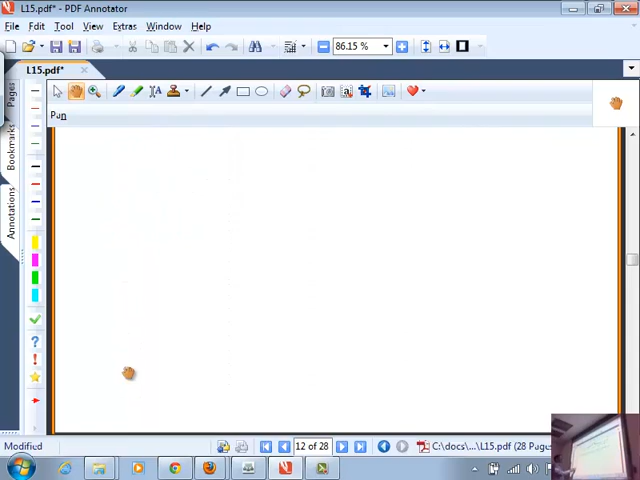 L15.pdf* - PDF Annotator
File Edit Tool View Extras Window Help
86.15 %
L15.pdf*
Pan
Pages
Bookmarks
Annotations
Modified
12 of 28
C:\docs\...\L15.pdf (28 Pages